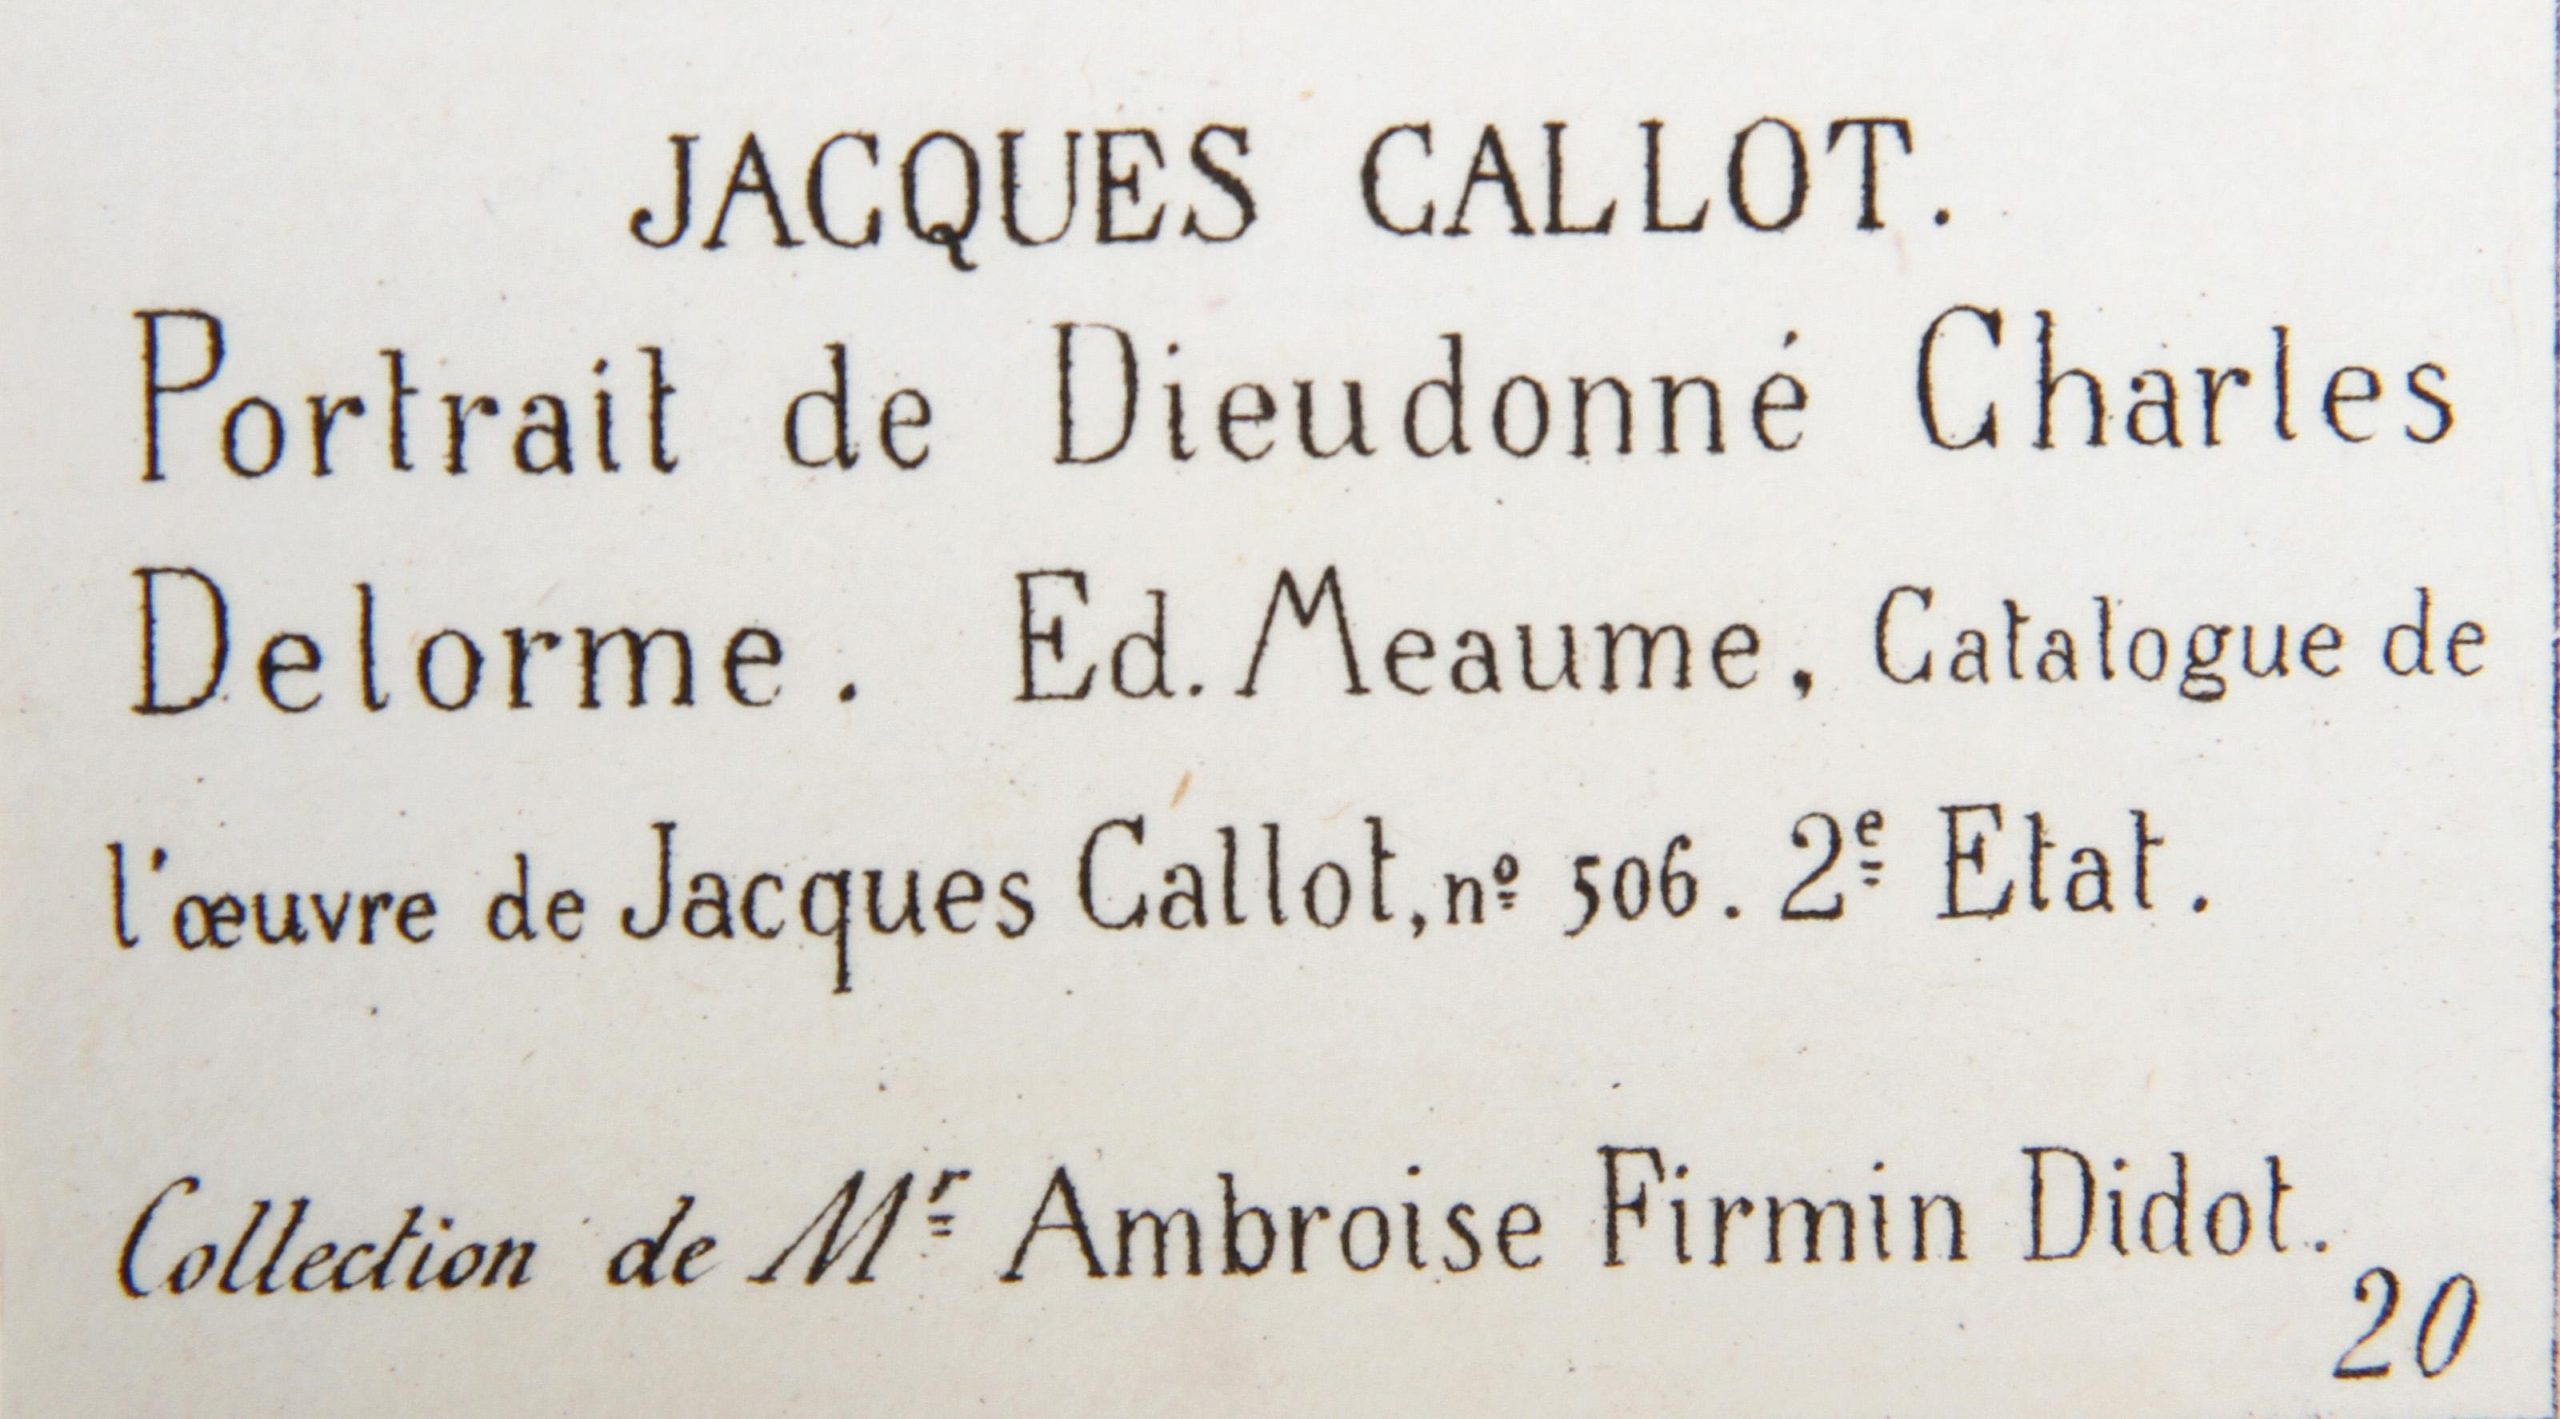 JACQUES CALLOT.
Portrait de Dieudonné Charles
Delorme. Ed. Meaume, Catalogue de
l'œuvre de Jacques Callot, nº 506. 2e Etat.
Collection de Mr Ambroise Firmin Didot.
20